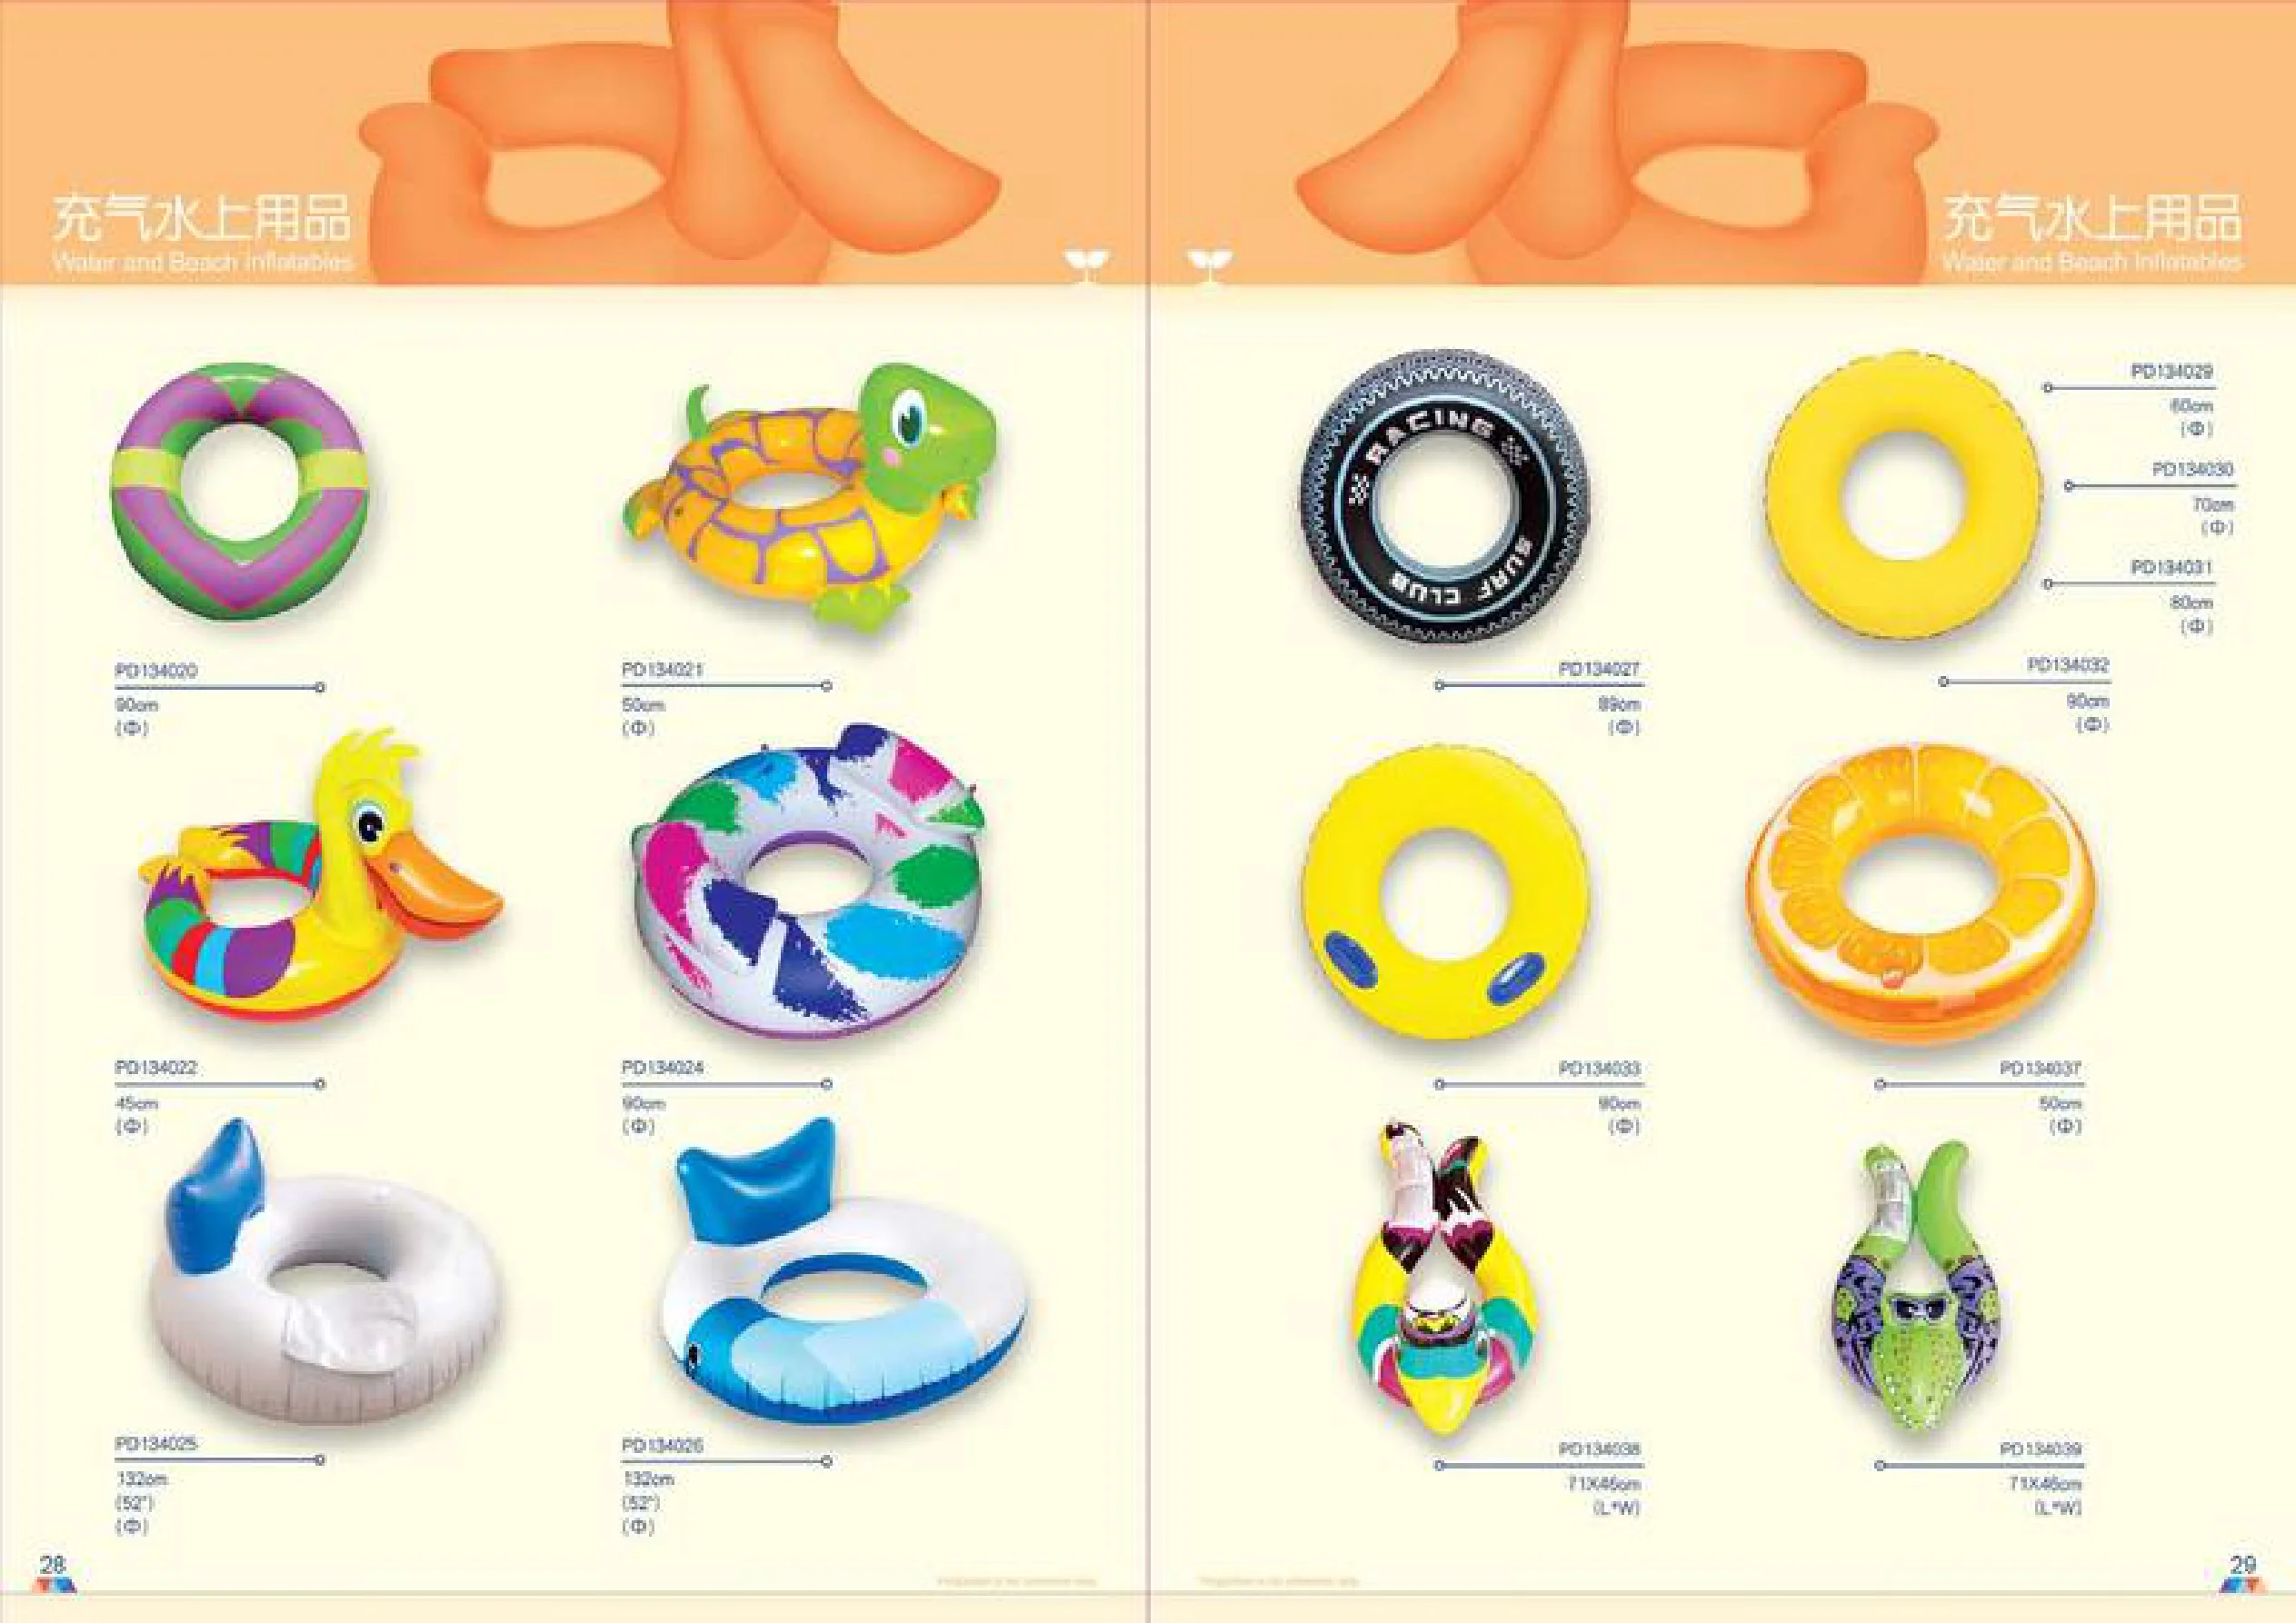 充气水上用品
Water and Beach Inflatables
PD134020
90cm
(Φ)
PD134021
50cm
(Φ)
PD134022
45cm
(Φ)
PD134024
90cm
(Φ)
PD134025
132cm
(52")
(Φ)
PD134026
132cm
(52")
(Φ)
28
充气水上用品
Water and Beach Inflatables
RACING
SURF CLUB
PD134027
89cm
(Φ)
PD134029
60cm
(Φ)
PD134030
70cm
(Φ)
PD134031
80cm
(Φ)
PD134032
90cm
(Φ)
PD134033
90cm
(Φ)
PD134037
50cm
(Φ)
PD134038
71X46cm
(L*W)
PD134039
71X46cm
(L*W)
29